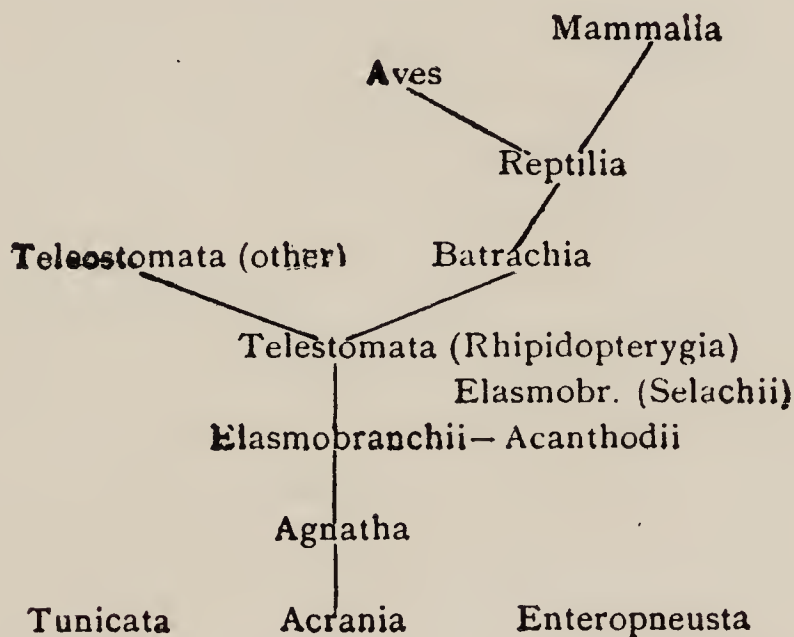 Mammalia
Aves
Reptilia
Teleostomata (other) Batrachia
Telestomata (Rhipidopterygia)
Elasmobr. (Selachii)
Elasmobranchii — Acanthodii
Agnatha
Tunicata Acrania Enteropneusta